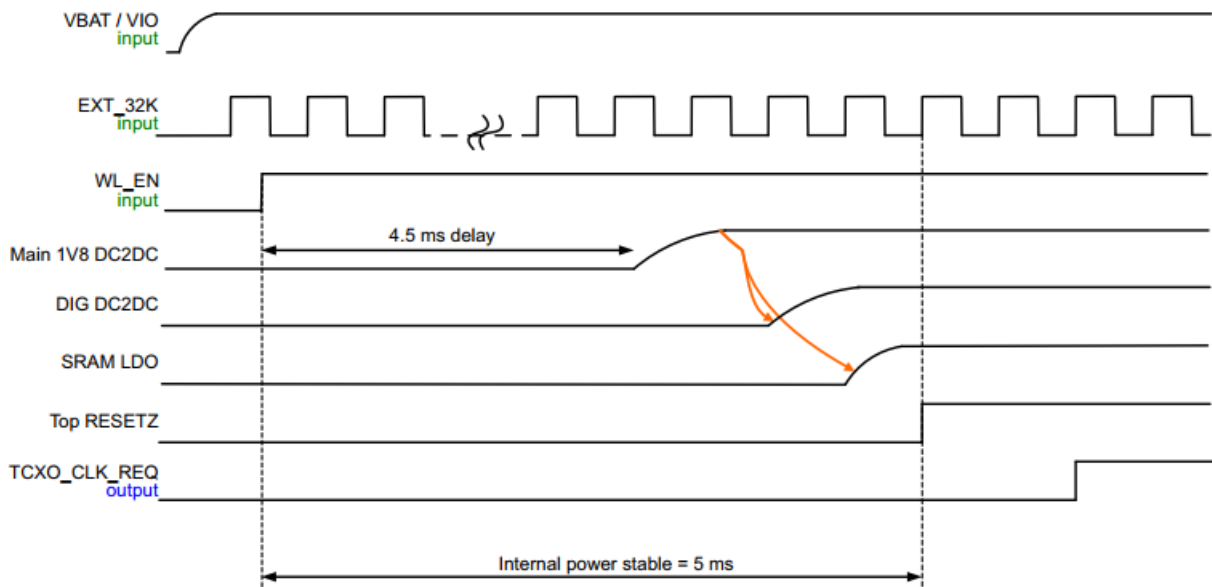 VBAT / VIO
input
EXT_32K
input
WL_EN
input
4.5 ms delay
Main 1V8 DC2DC
DIG DC2DC
SRAM LDO
Top RESETZ
TCXO_CLK_REQ
output
Internal power stable = 5 ms